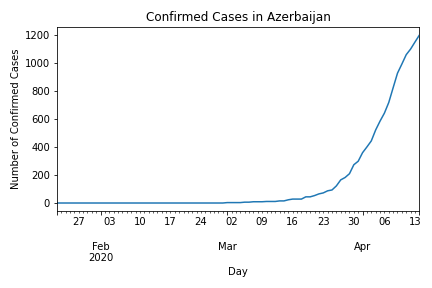 Confirmed Cases in Azerbaijan
Number of Confirmed Cases
1200
1000
800
600
400
200
0
27 03 10 17 24 02 09 16 23 30 06 13
Feb Mar Apr
2020
Day